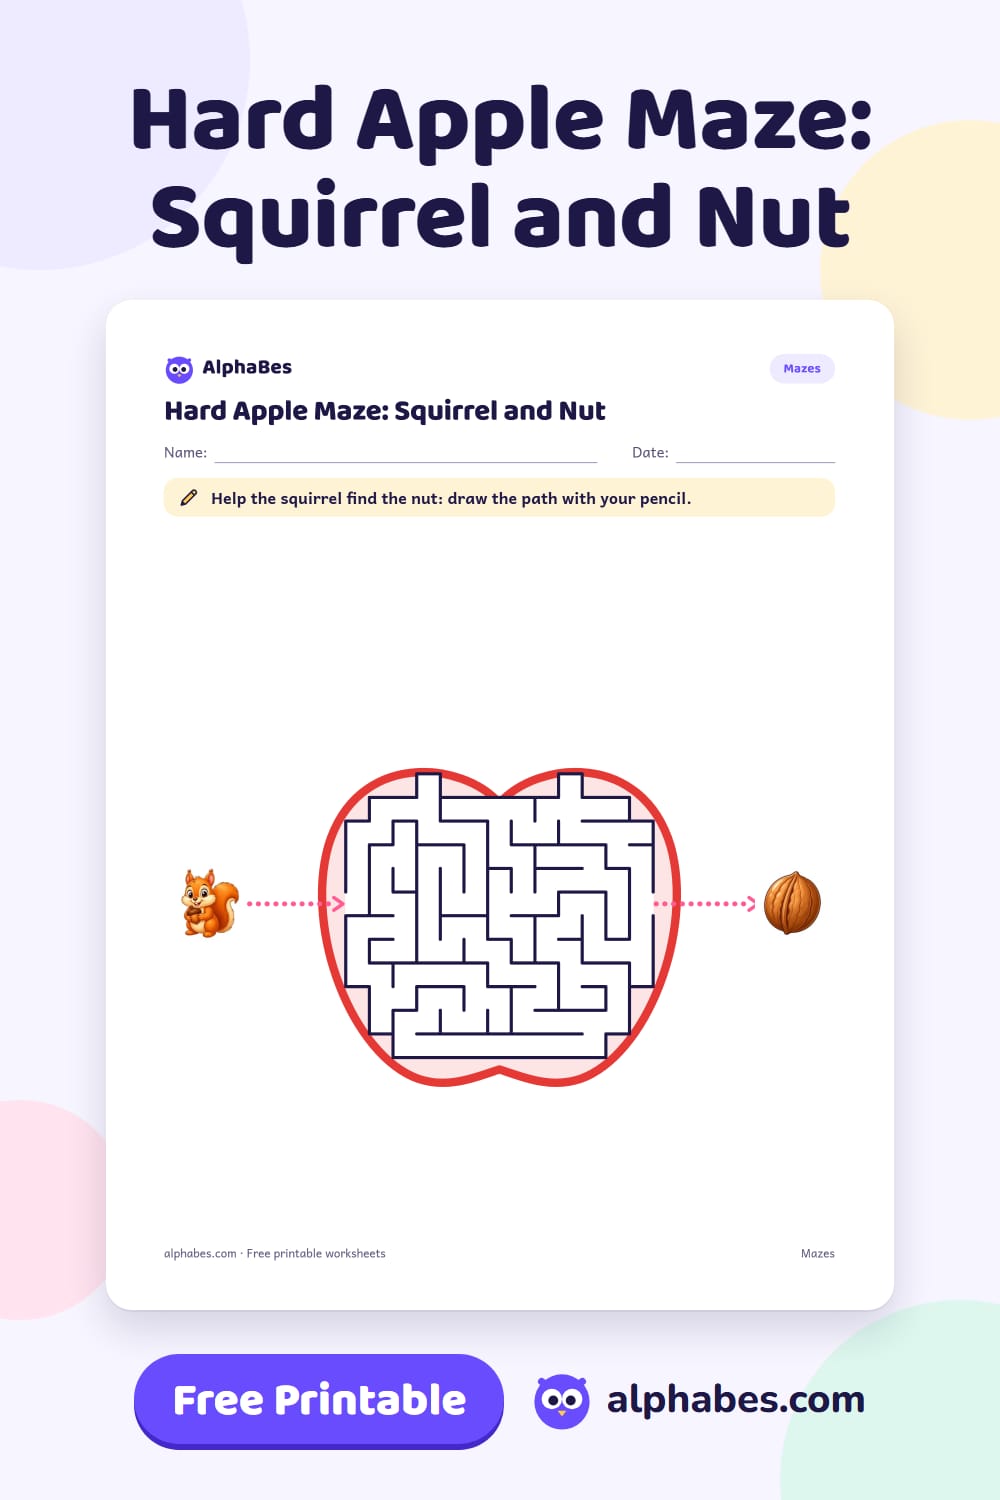 Hard Apple Maze:
Squirrel and Nut
AlphaBes
Mazes
Hard Apple Maze: Squirrel and Nut
Name:
Date:
Help the squirrel find the nut: draw the path with your pencil.
alphabes.com · Free printable worksheets
Mazes
Free Printable
alphabes.com